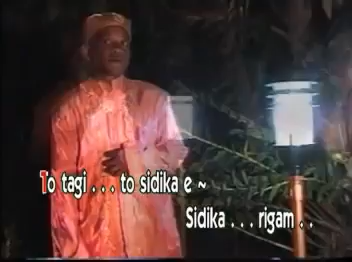 To tagi . . . to sidika e ~
Sidika . . . rigam . .